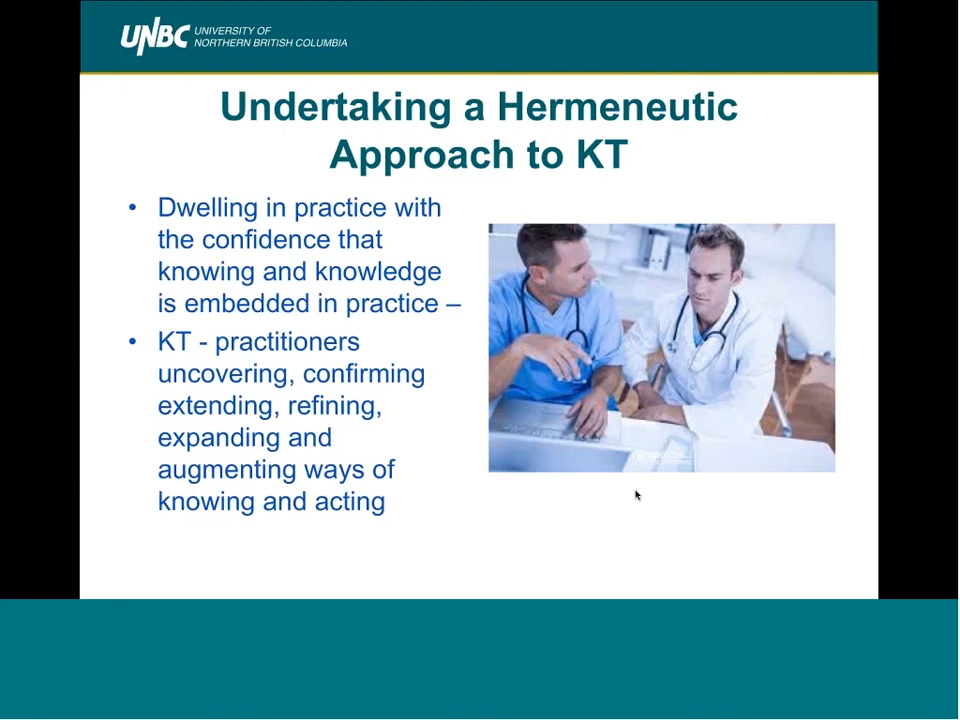 UNBC UNIVERSITY OF
NORTHERN BRITISH COLUMBIA
Undertaking a Hermeneutic
Approach to KT
• Dwelling in practice with
the confidence that
knowing and knowledge
is embedded in practice –
• KT - practitioners
uncovering, confirming
extending, refining,
expanding and
augmenting ways of
knowing and acting